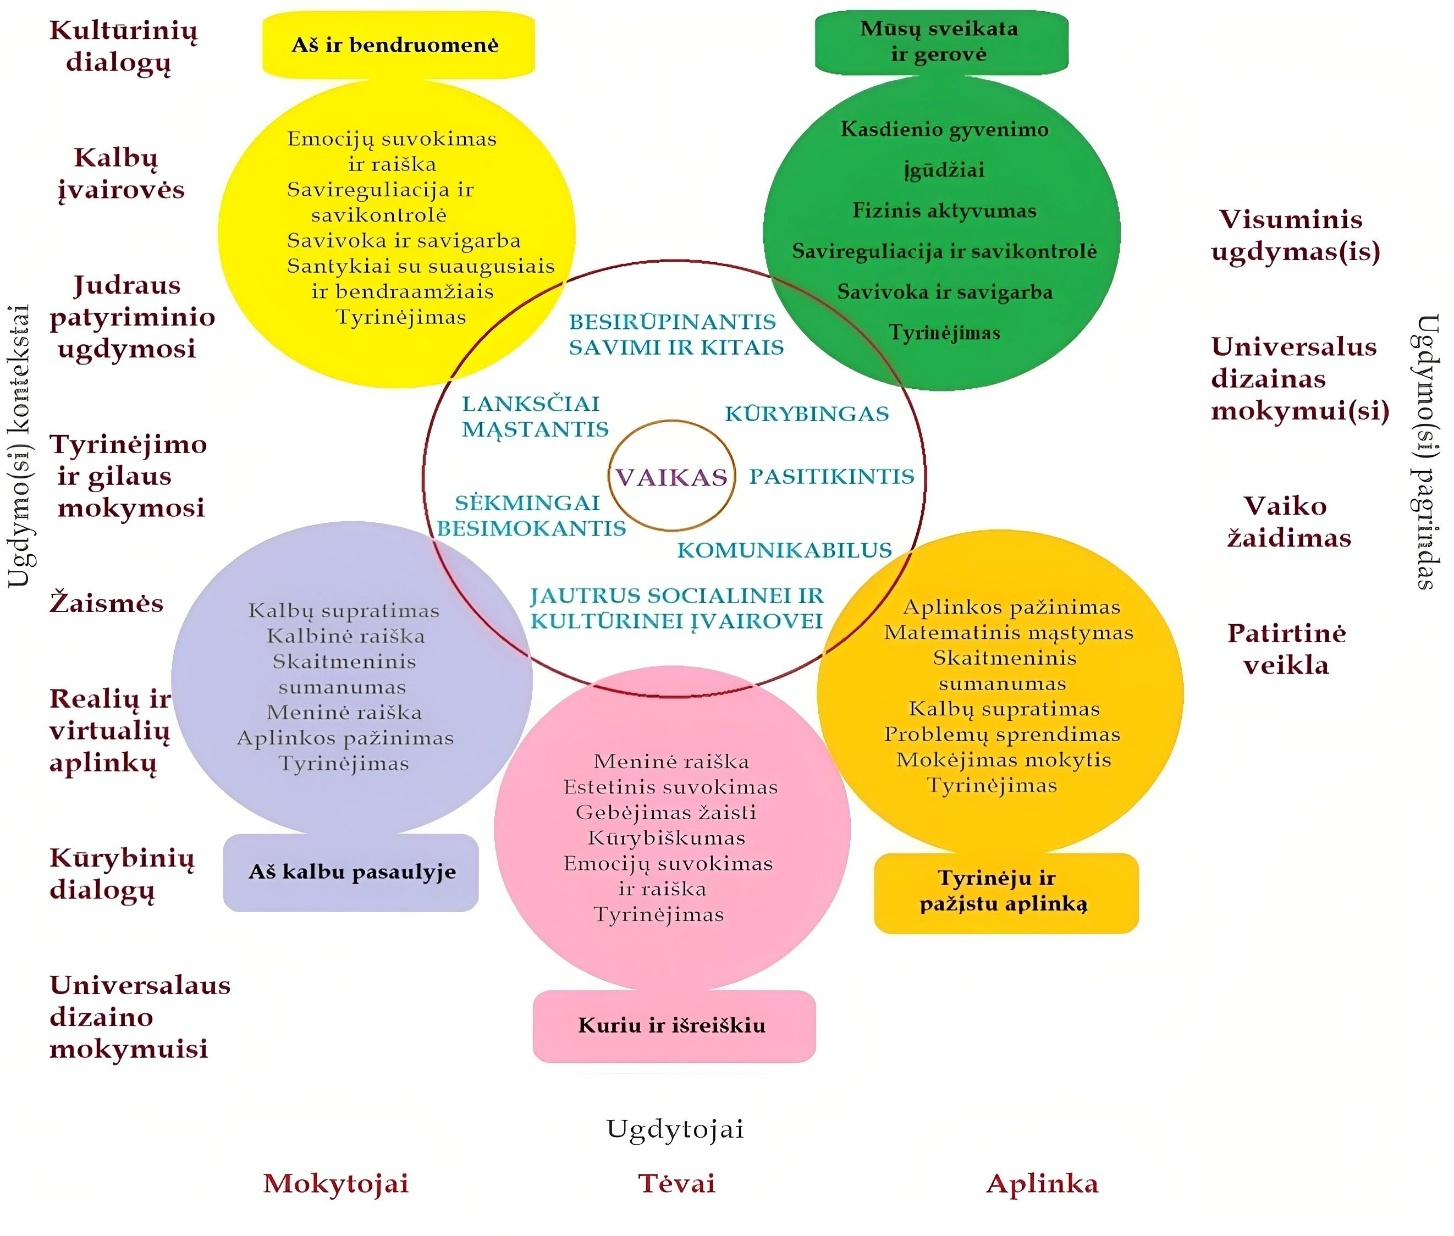 Kultūrinių
dialogų
Kalbų
įvairovės
Judraus
patyriminio
ugdymosi
Tyrinėjimo
ir gilaus
mokymosi
Žaismės
Realių ir
virtualių
aplinkų
Kūrybinių
dialogų
Universalaus
dizaino
mokymuisi
Ugdymo(si) kontekstai
Aš ir bendruomenė
Emocijų suvokimas
ir raiška
Savireguliacija ir
savikontrolė
Savivoka ir savigarba
Santykiai su suaugusiais
ir bendraamžiais
Tyrinėjimas
Mūsų sveikata
ir gerovė
Kasdienio gyvenimo
įgūdžiai
Fizinis aktyvumas
Savireguliacija ir savikontrolė
Savivoka ir savigarba
Tyrinėjimas
BESIRŪPINANTIS
SAVIMI IR KITAIS
LANKSČIAI
MĄSTANTIS
KŪRYBINGAS
VAIKAS
PASITIKINTIS
SĖKMINGAI
BESIMOKANTIS
KOMUNIKABILUS
JAUTRUS SOCIALINEI IR
KULTŪRINEI ĮVAIROVEI
Kalbų supratimas
Kalbinė raiška
Skaitmeninis
sumanumas
Meninė raiška
Aplinkos pažinimas
Tyrinėjimas
Aš kalbu pasaulyje
Meninė raiška
Estetinis suvokimas
Gebėjimas žaisti
Kūrybiškumas
Emocijų suvokimas
ir raiška
Tyrinėjimas
Kuriu ir išreiškiu
Aplinkos pažinimas
Matematinis mąstymas
Skaitmeninis
sumanumas
Kalbų supratimas
Problemų sprendimas
Mokėjimas mokytis
Tyrinėjimas
Tyrinėju ir
pažįstu aplinką
Visuminis
ugdymas(is)
Universalus
dizainas
mokymui(si)
Vaiko
žaidimas
Patirtinė
veikla
Ugdymo(si) pagrindas
Ugdytojai
Mokytojai
Tėvai
Aplinka